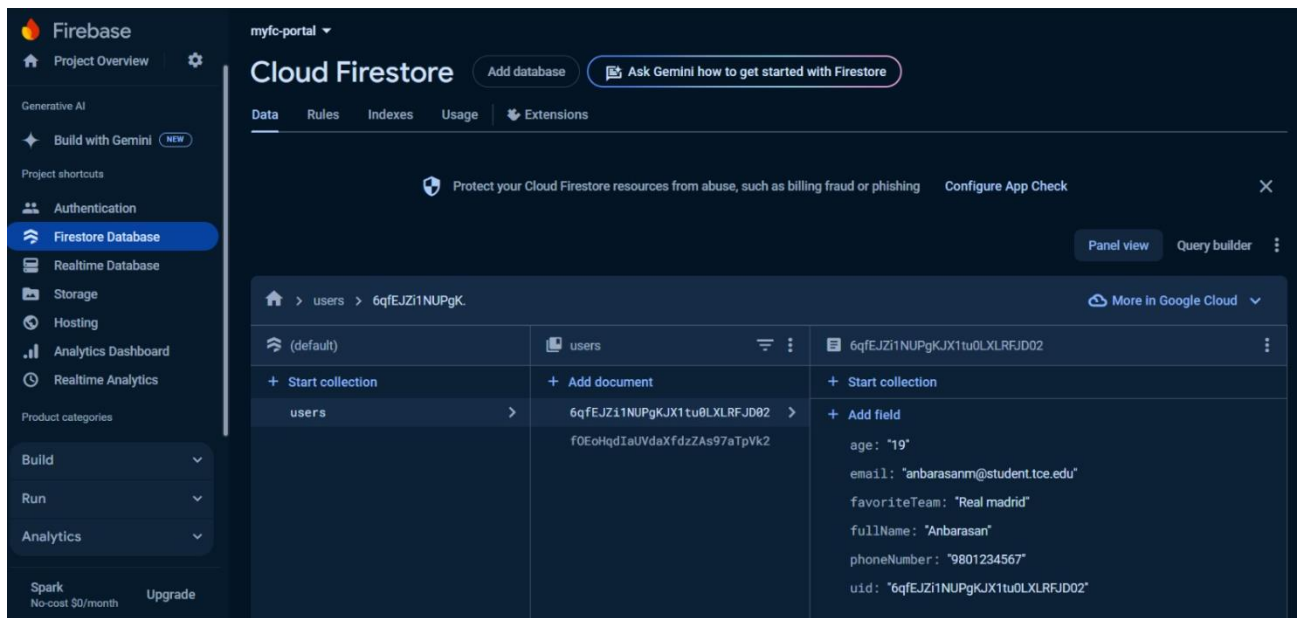 Firebase
Project Overview
Generative AI
Build with Gemini NEW
Project shortcuts
Authentication
Firestore Database
Realtime Database
Storage
Hosting
Analytics Dashboard
Realtime Analytics
Product categories
Build
Run
Analytics
Spark
No-cost $0/month
Upgrade
myfc-portal
Cloud Firestore
Add database
Ask Gemini how to get started with Firestore
Data Rules Indexes Usage Extensions
Protect your Cloud Firestore resources from abuse, such as billing fraud or phishing Configure App Check
Panel view Query builder
users > 6qfEJZi1NUPgK.
More in Google Cloud
(default)
+ Start collection
users
users
+ Add document
6qfEJZi1NUPgKJX1tu0LXLRFJD02
fOEoHqdIaUVdaXfdzZAs97aTpVk2
6qfEJZi1NUPgKJX1tu0LXLRFJD02
+ Start collection
+ Add field
age: "19"
email: "anbarasanm@student.tce.edu"
favoriteTeam: "Real madrid"
fullName: "Anbarasan"
phoneNumber: "9801234567"
uid: "6qfEJZi1NUPgKJX1tu0LXLRFJD02"